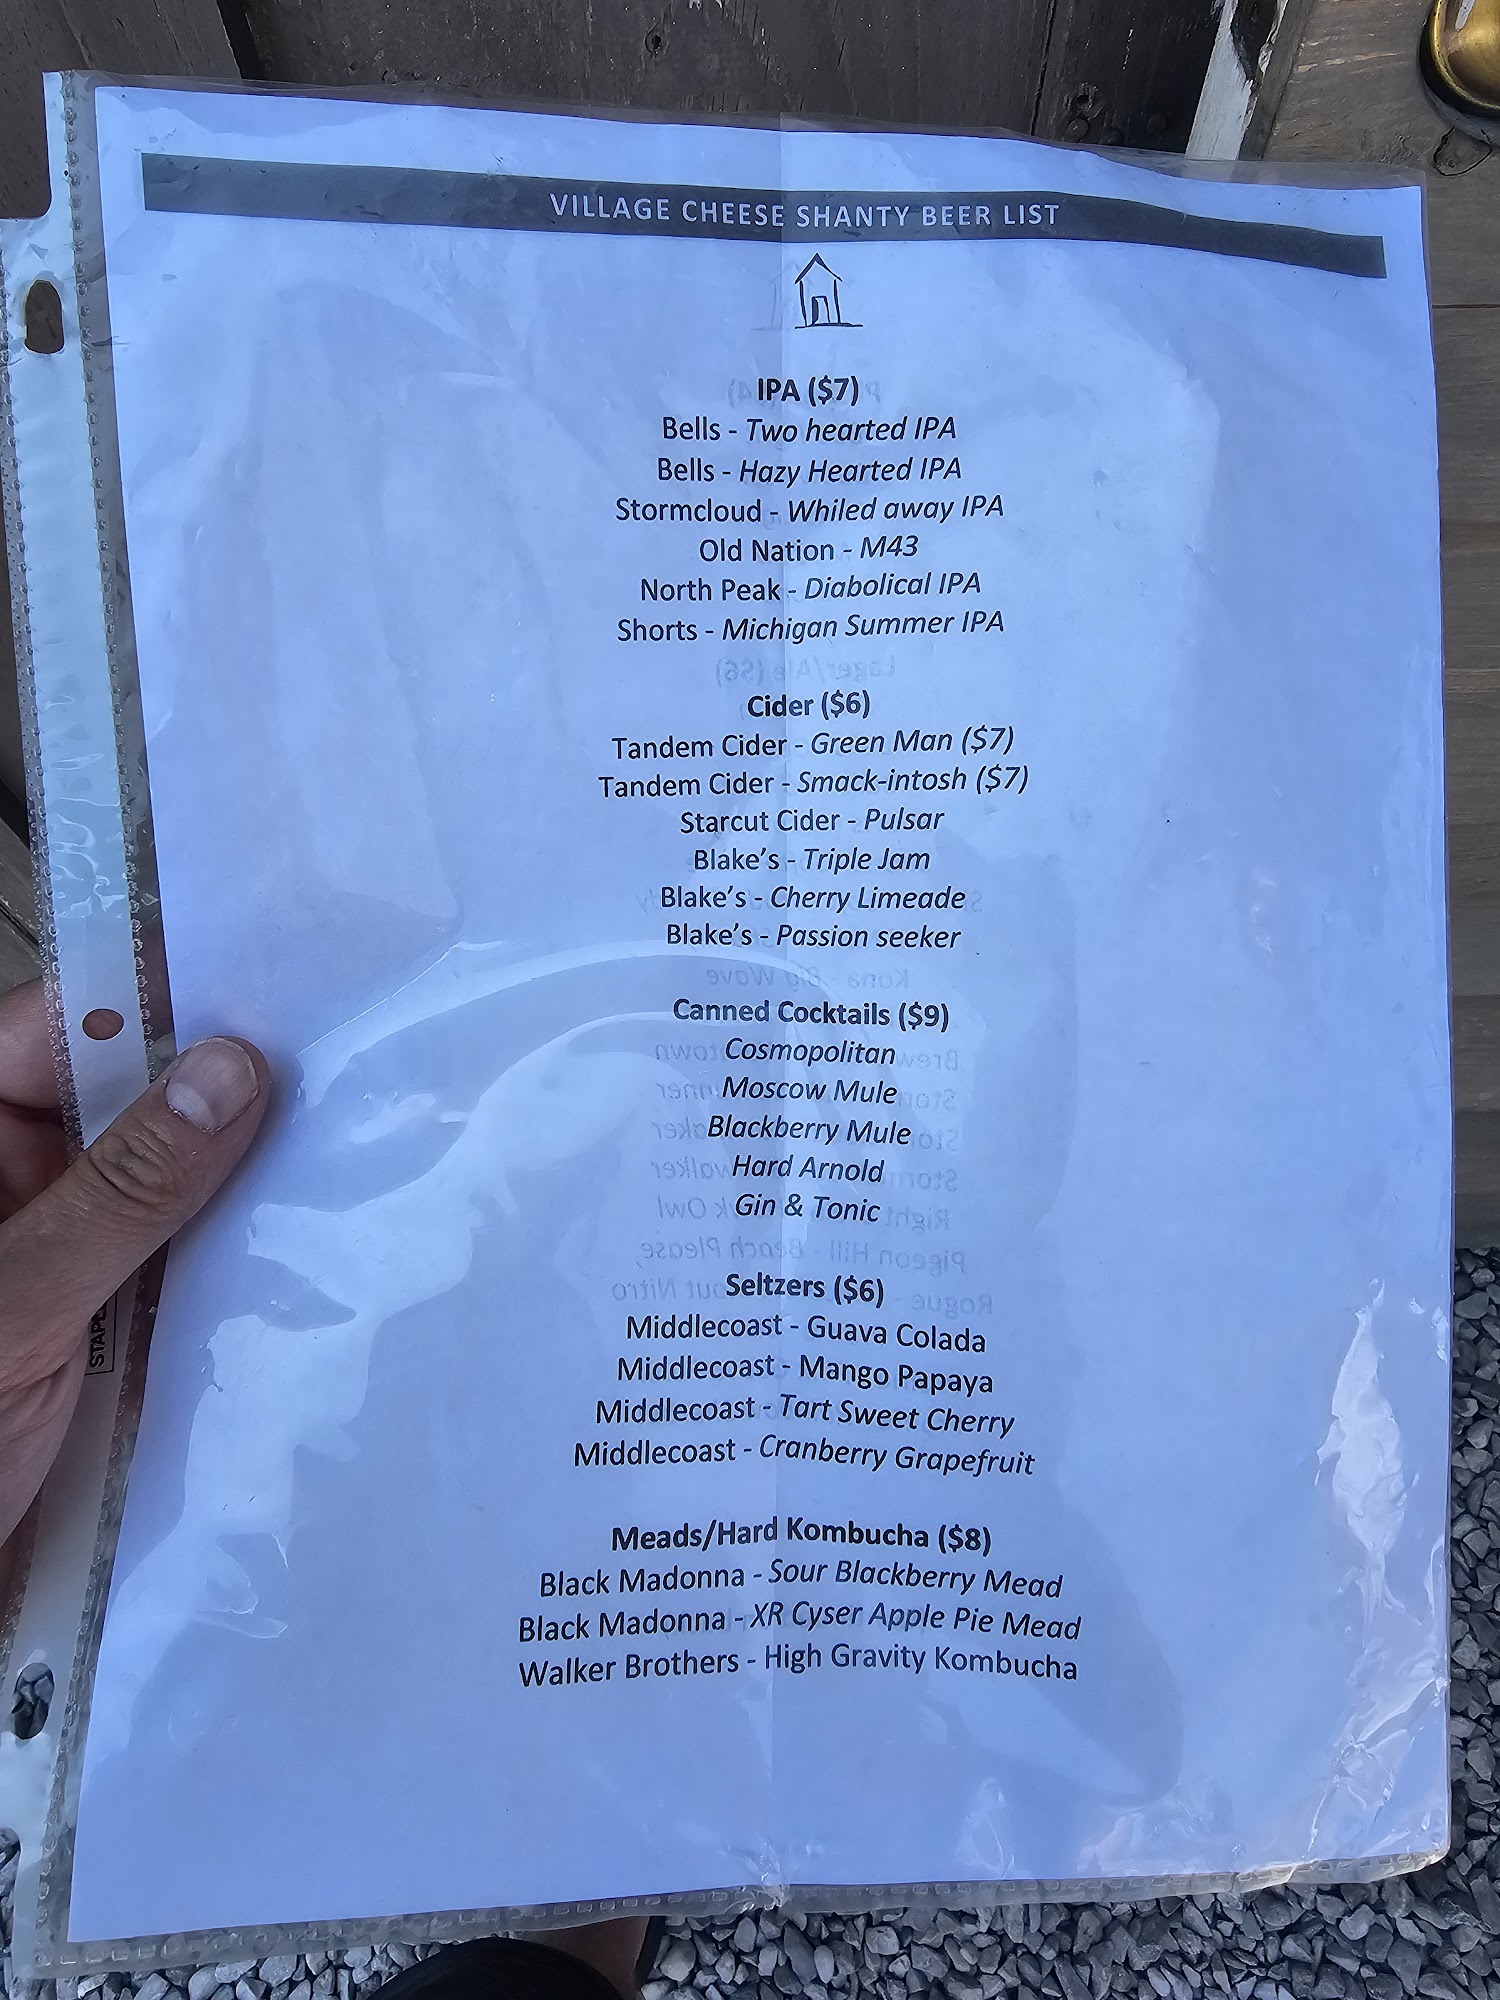 VILLAGE CHEESE SHANTY BEER LIST
IPA ($7)
Bells - Two hearted IPA
Bells - Hazy Hearted IPA
Stormcloud - Whiled away IPA
Old Nation - M43
North Peak - Diabolical IPA
Shorts - Michigan Summer IPA
Cider ($6)
Tandem Cider - Green Man ($7)
Tandem Cider - Smack-intosh ($7)
Starcut Cider - Pulsar
Blake's - Triple Jam
Blake's - Cherry Limeade
Blake's - Passion seeker
Canned Cocktails ($9)
Cosmopolitan
Moscow Mule
Blackberry Mule
Hard Arnold
Gin & Tonic
Seltzers ($6)
Middlecoast - Guava Colada
Middlecoast - Mango Papaya
Middlecoast - Tart Sweet Cherry
Middlecoast - Cranberry Grapefruit
Meads/Hard Kombucha ($8)
Black Madonna - Sour Blackberry Mead
Black Madonna - XR Cyser Apple Pie Mead
Walker Brothers - High Gravity Kombucha